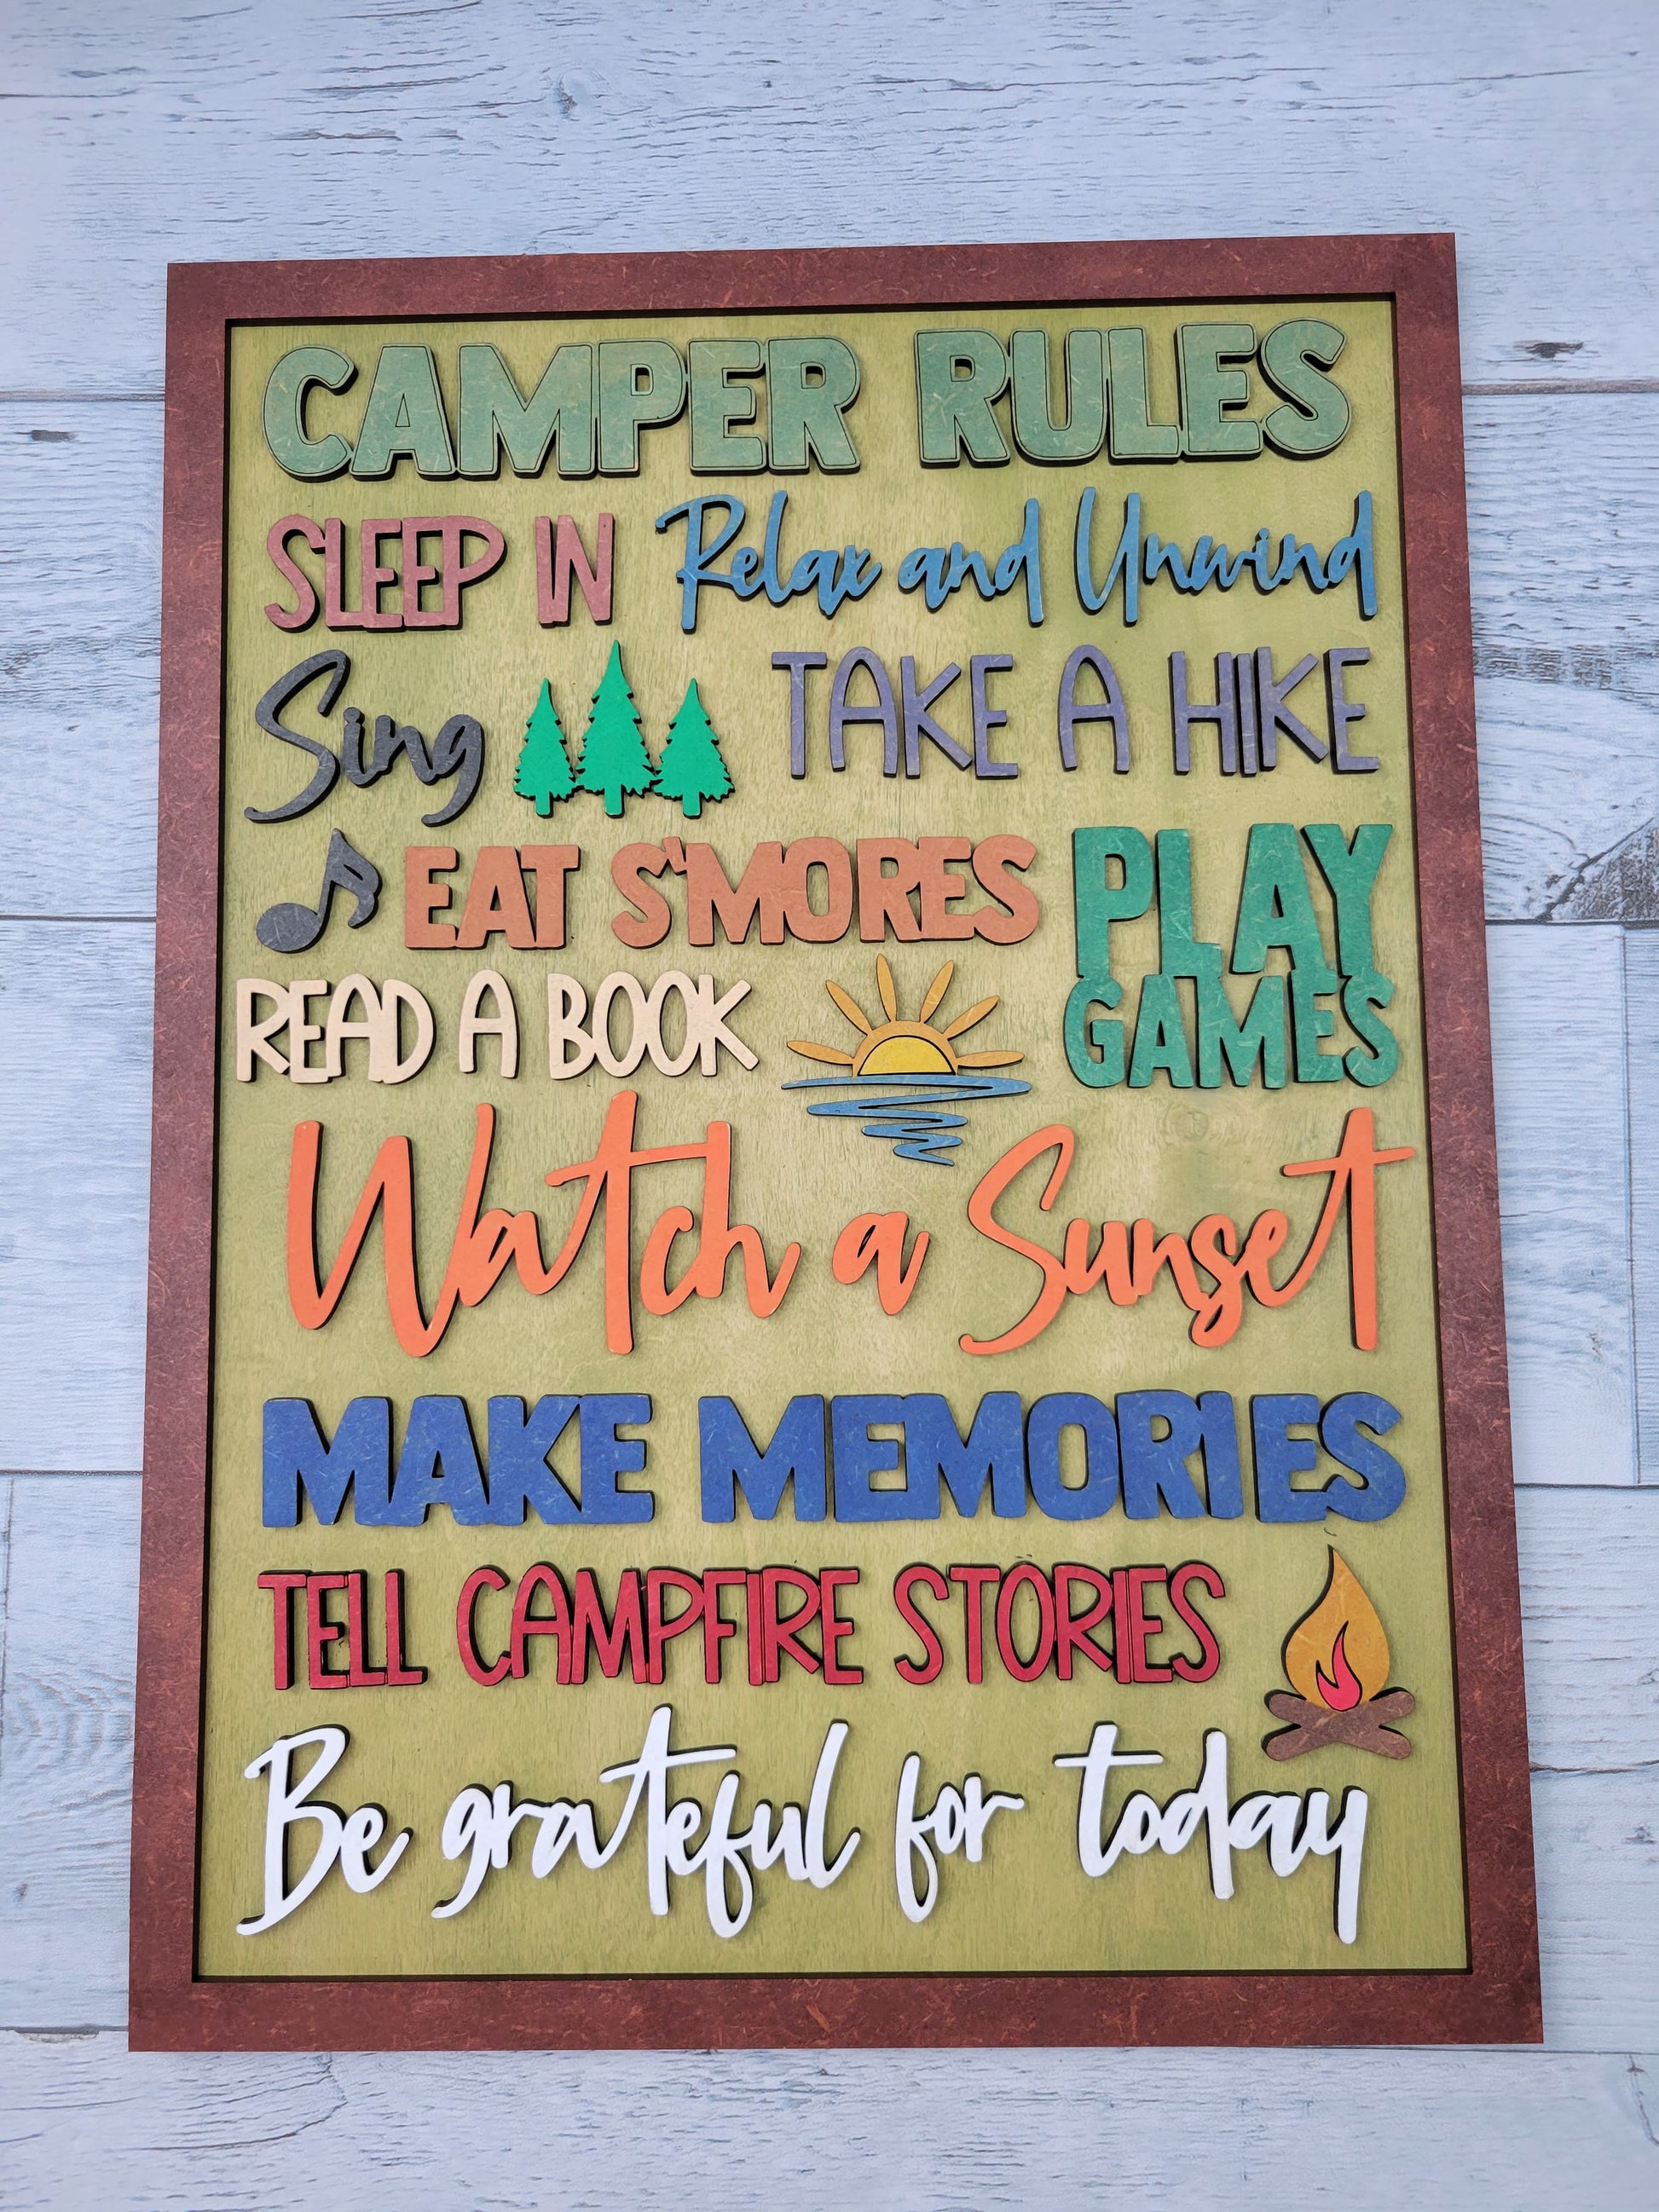 CAMPER RULES
SLEEP IN Relax and Unwind
Sing TAKE A HIKE
EAT S'MORES PLAY
READ A BOOK GAMES
Watch a Sunset
MAKE MEMORIES
TELL CAMPFIRE STORIES
Be grateful for today